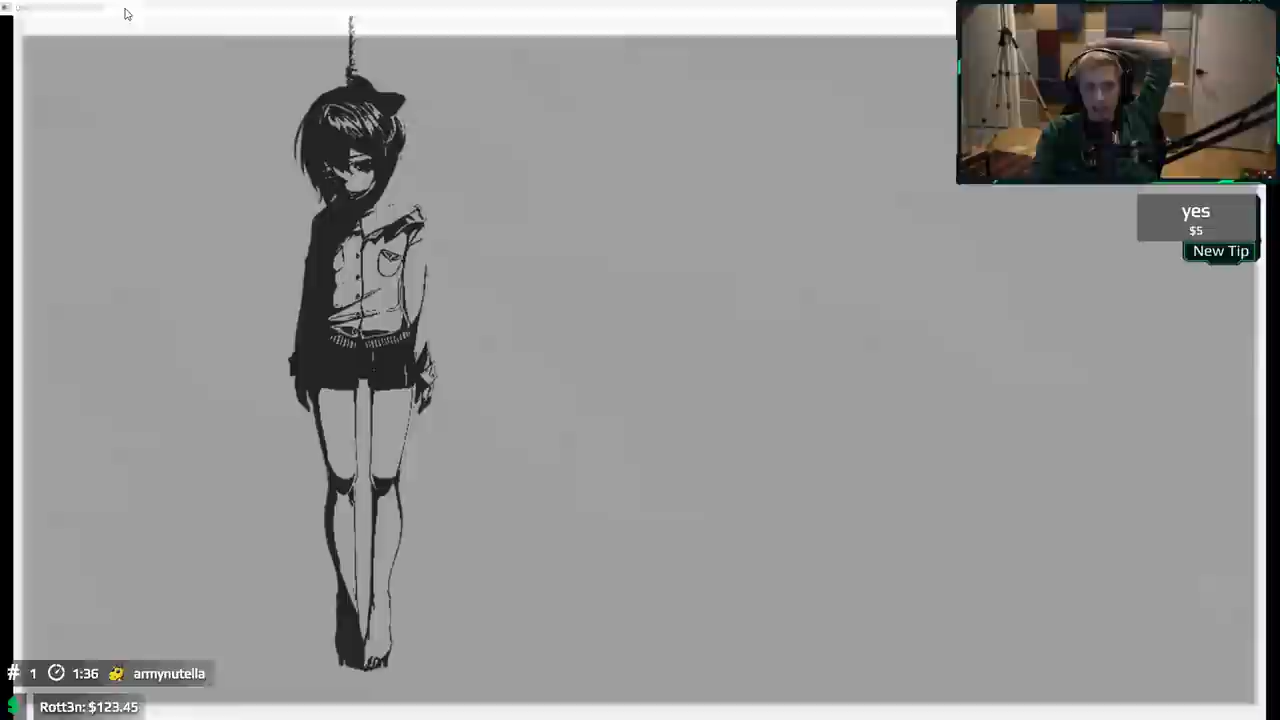 yes
$5
New Tip
# 1 1:36 armynutella
Rott3n: $123.45